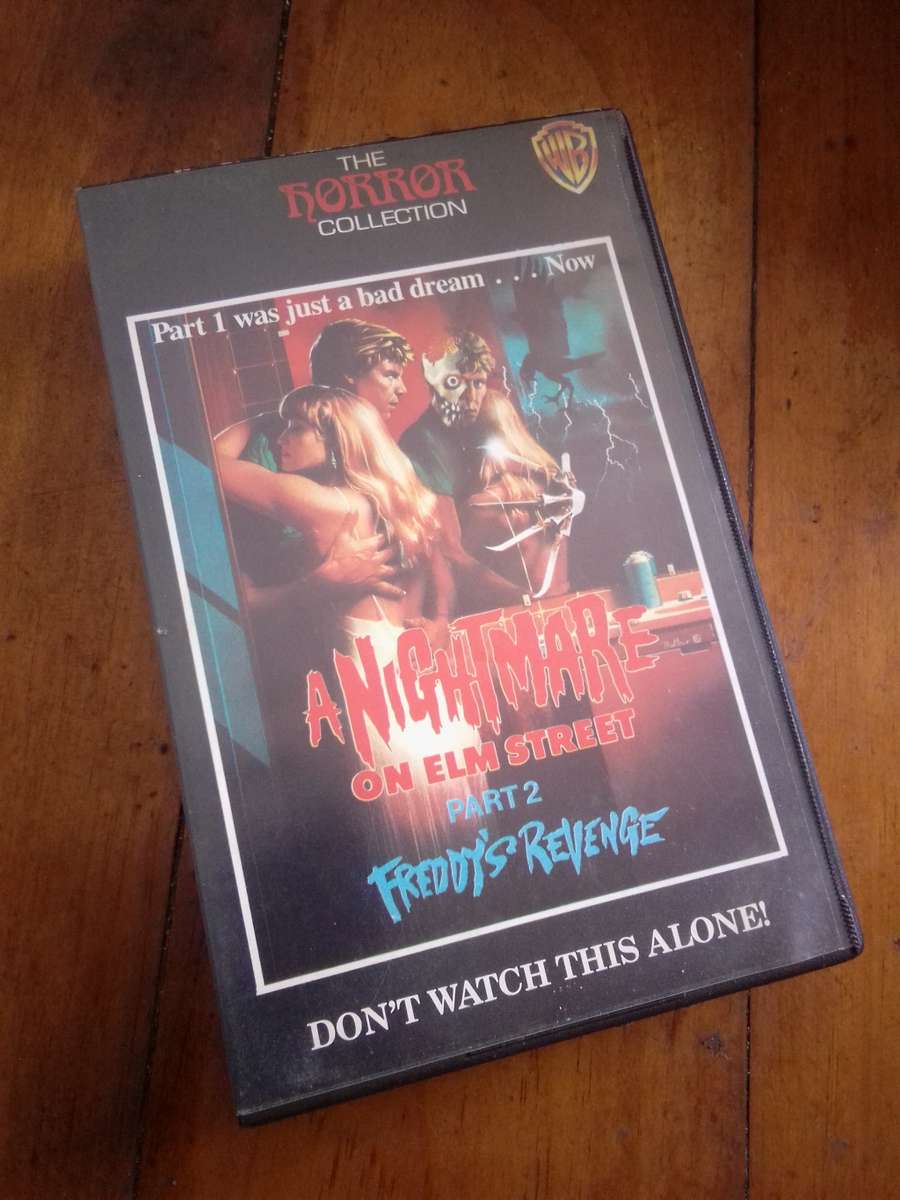 THE
HORROR
COLLECTION
WB
Part 1 was just a bad dream . . . Now
A NIGHTMARE
ON ELM STREET
PART 2
FREDDY'S REVENGE
DON'T WATCH THIS ALONE!